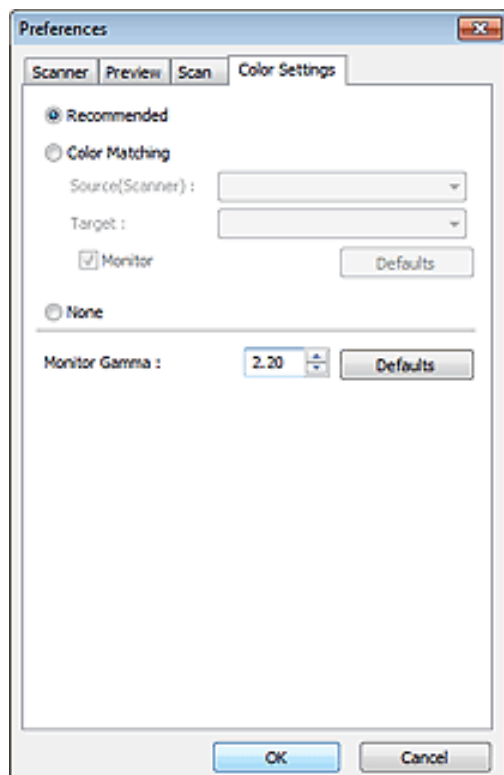 Preferences
Scanner Preview Scan Color Settings
Recommended
Color Matching
Source(Scanner) :
Target :
Monitor Defaults
None
Monitor Gamma : 2.20 Defaults
OK Cancel